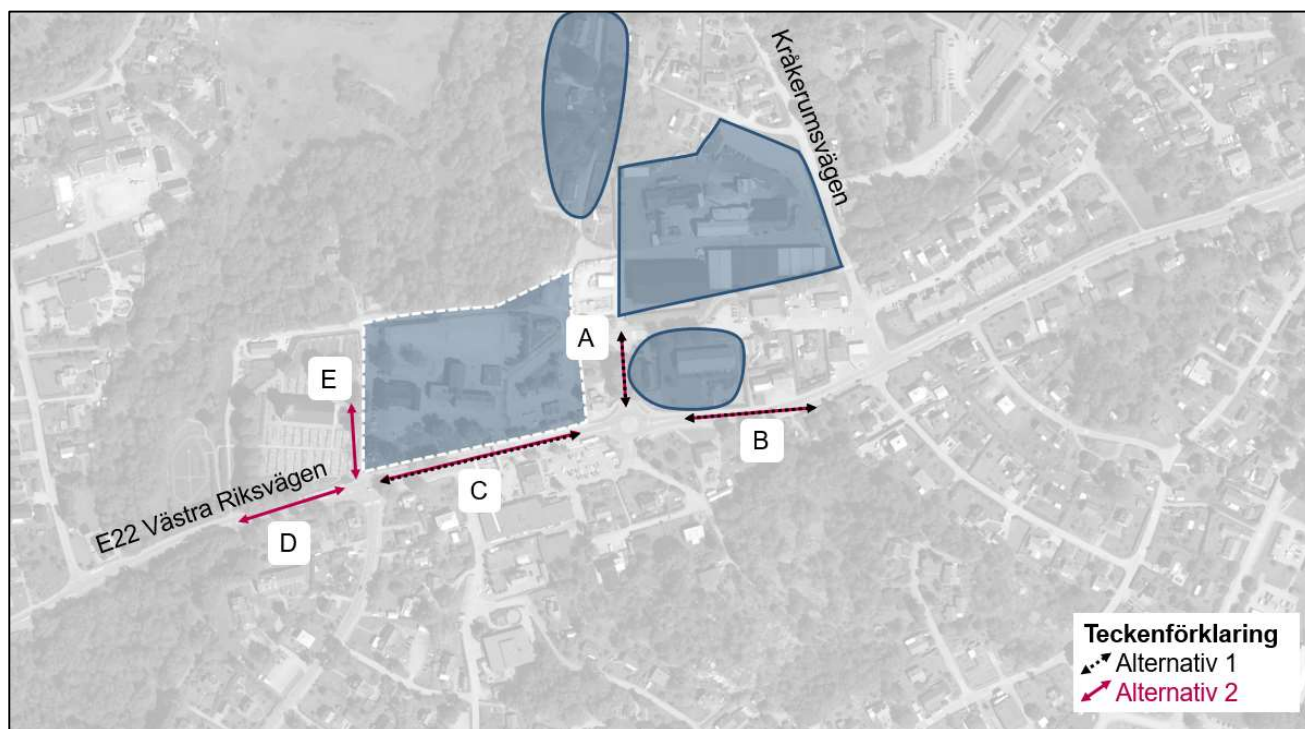 Kråkerumsvägen
A
E
B
C
E22 Västra Riksvägen
D
Teckenförklaring
Alternativ 1
Alternativ 2